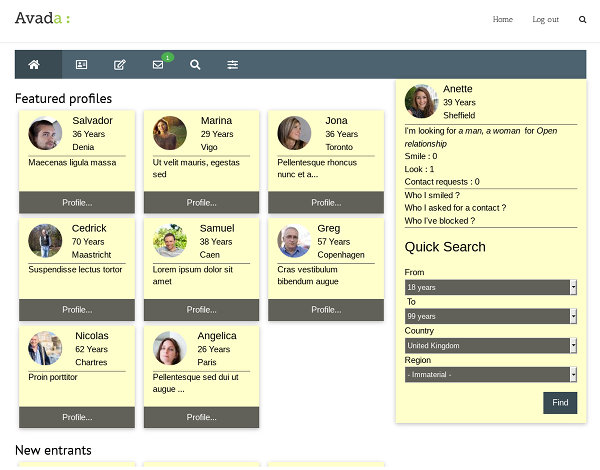 Avada :
Home
Log out
1
Featured profiles
Salvador
36 Years
Denia
Maecenas ligula massa
Profile...
Marina
29 Years
Vigo
Ut velit mauris, egestas
sed
Profile...
Jona
36 Years
Toronto
Pellentesque rhoncus
nunc et a...
Profile...
Cedrick
70 Years
Maastricht
Suspendisse lectus tortor
Profile...
Samuel
38 Years
Caen
Lorem ipsum dolor sit
amet
Profile...
Greg
57 Years
Copenhagen
Cras vestibulum
bibendum augue
Profile...
Nicolas
62 Years
Chartres
Proin porttitor
Profile...
Angelica
26 Years
Paris
Pellentesque sed dui ut
augue ...
Profile...
New entrants
Anette
39 Years
Sheffield
I'm looking for a man, a woman for Open
relationship
Smile : 0
Look : 1
Contact requests : 0
Who I smiled ?
Who I asked for a contact ?
Who I've blocked ?
Quick Search
From
18 years
To
99 years
Country
United Kingdom
Region
- Immaterial -
Find